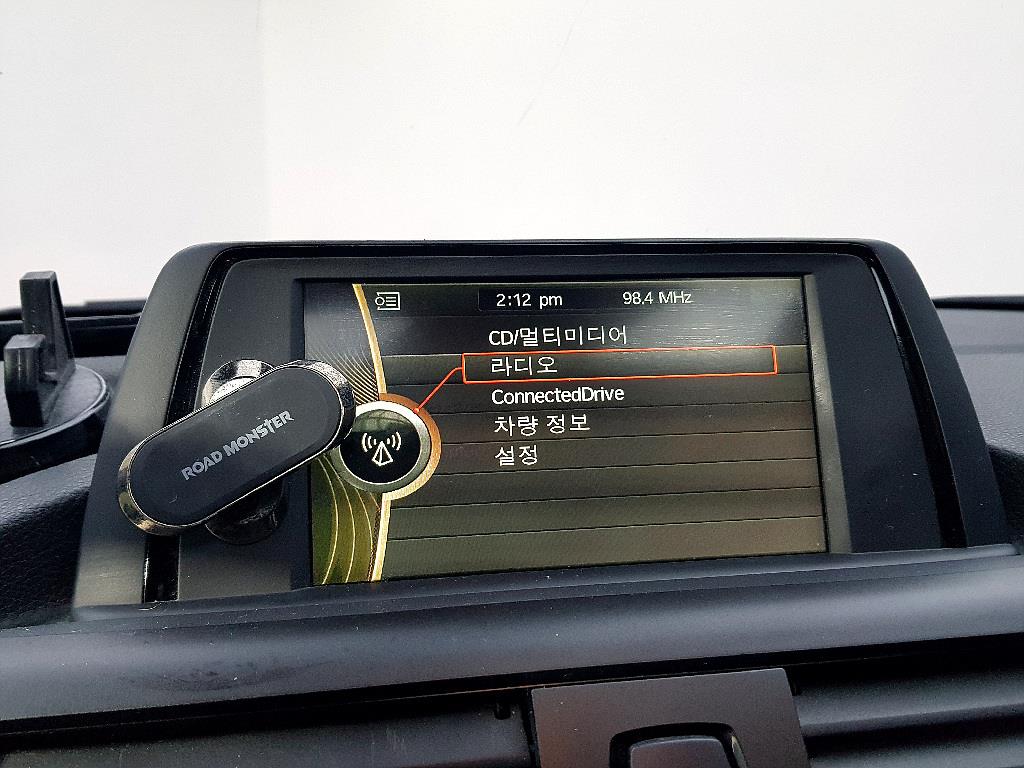 2:12 pm 98.4 MHz
CD/멀티미디어
라디오
ConnectedDrive
차량 정보
설정
ROAD MONSTER